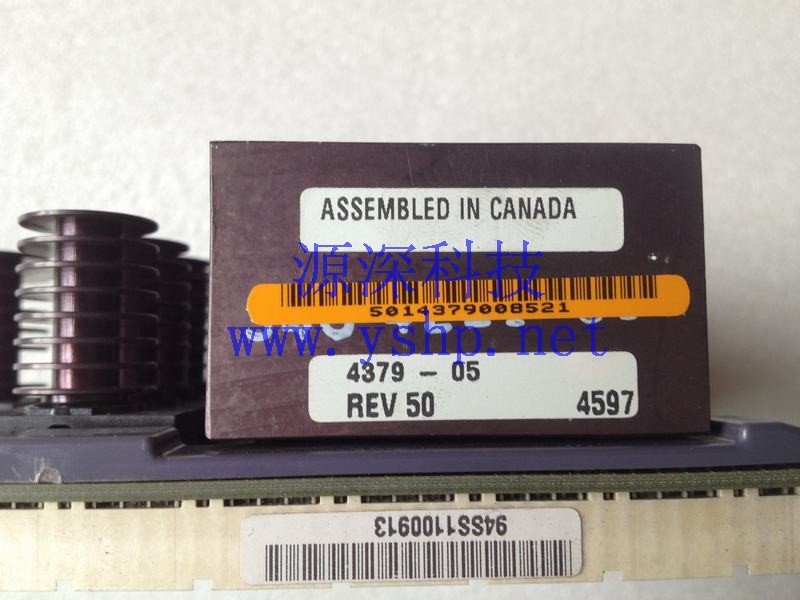 ASSEMBLED IN CANADA
源深科技
5014379008521
www.yshp.net
4379 - 05
REV 50 4597
94SS1100913